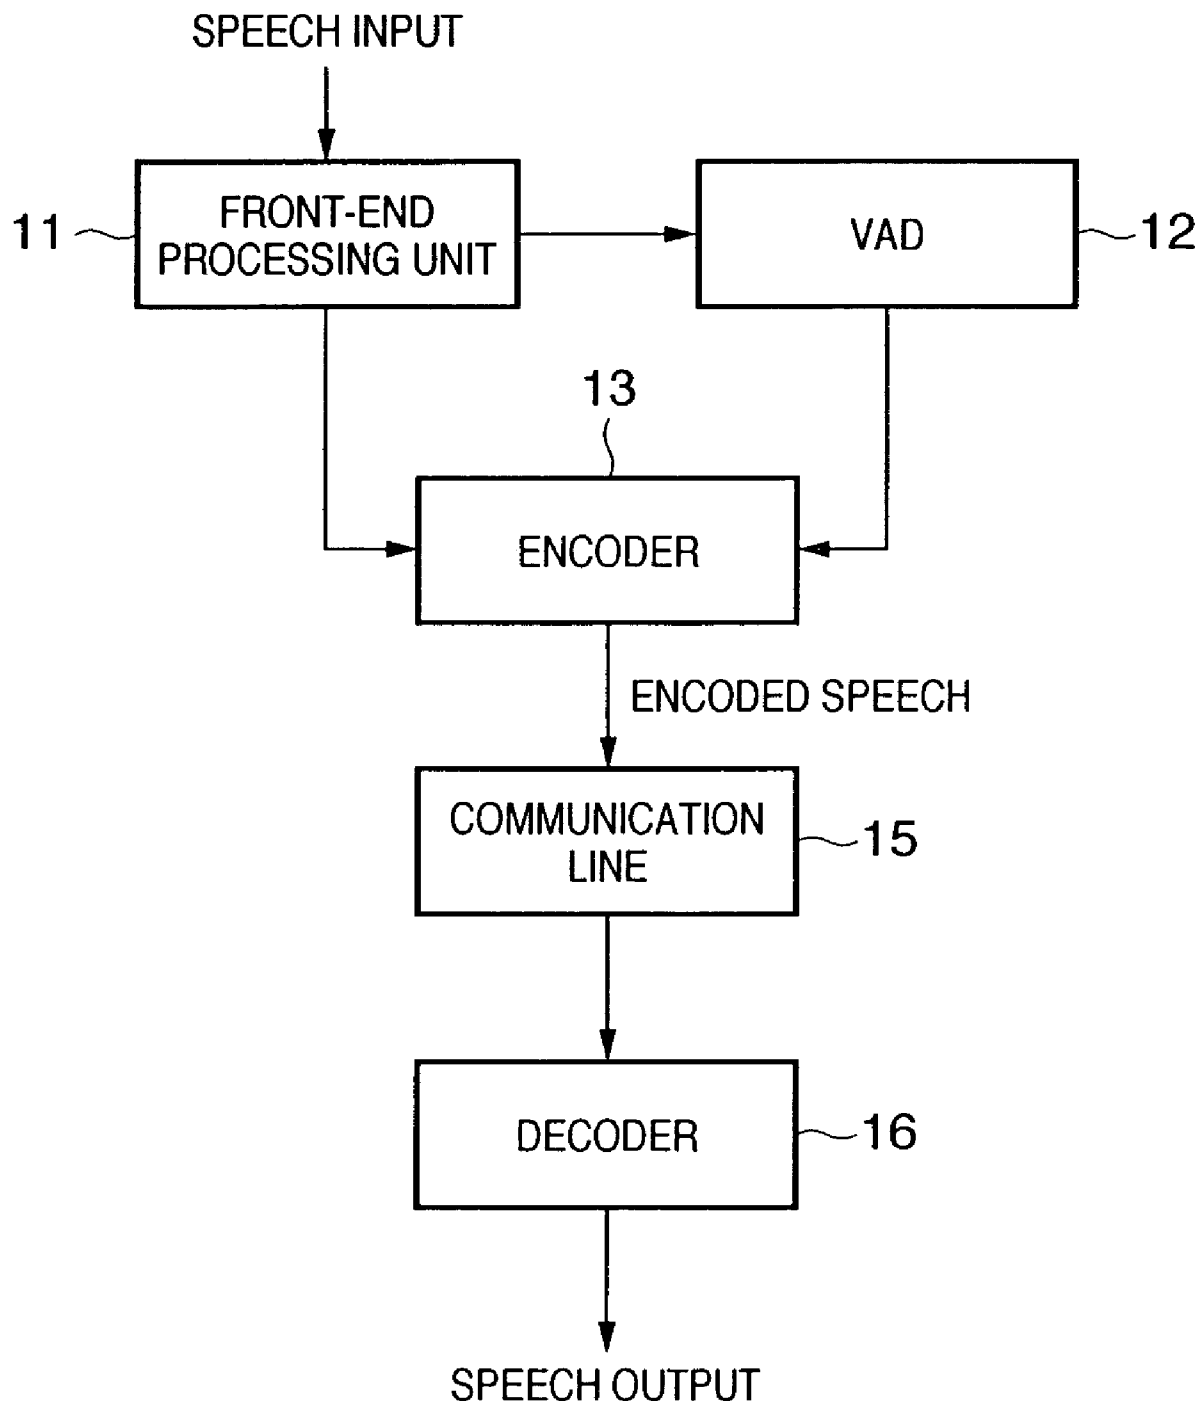 SPEECH INPUT
11
FRONT-END
PROCESSING UNIT
VAD
12
13
ENCODER
ENCODED SPEECH
COMMUNICATION
LINE
15
DECODER
16
SPEECH OUTPUT